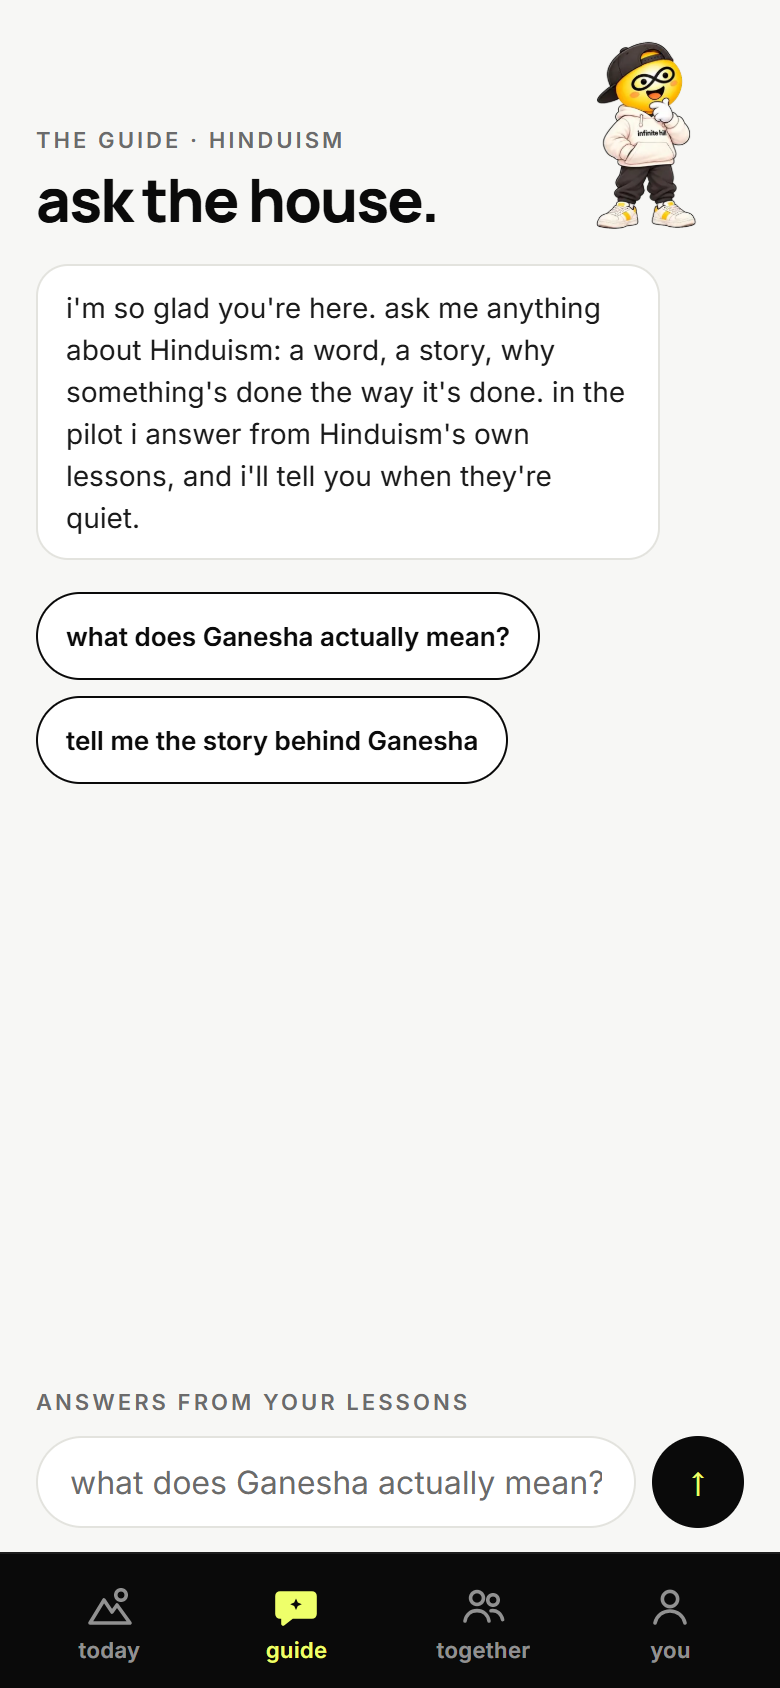 THE GUIDE · HINDUISM
ask the house.
i'm so glad you're here. ask me anything
about Hinduism: a word, a story, why
something's done the way it's done. in the
pilot i answer from Hinduism's own
lessons, and i'll tell you when they're
quiet.
what does Ganesha actually mean?
tell me the story behind Ganesha
ANSWERS FROM YOUR LESSONS
what does Ganesha actually mean?
↑
today
guide
together
you